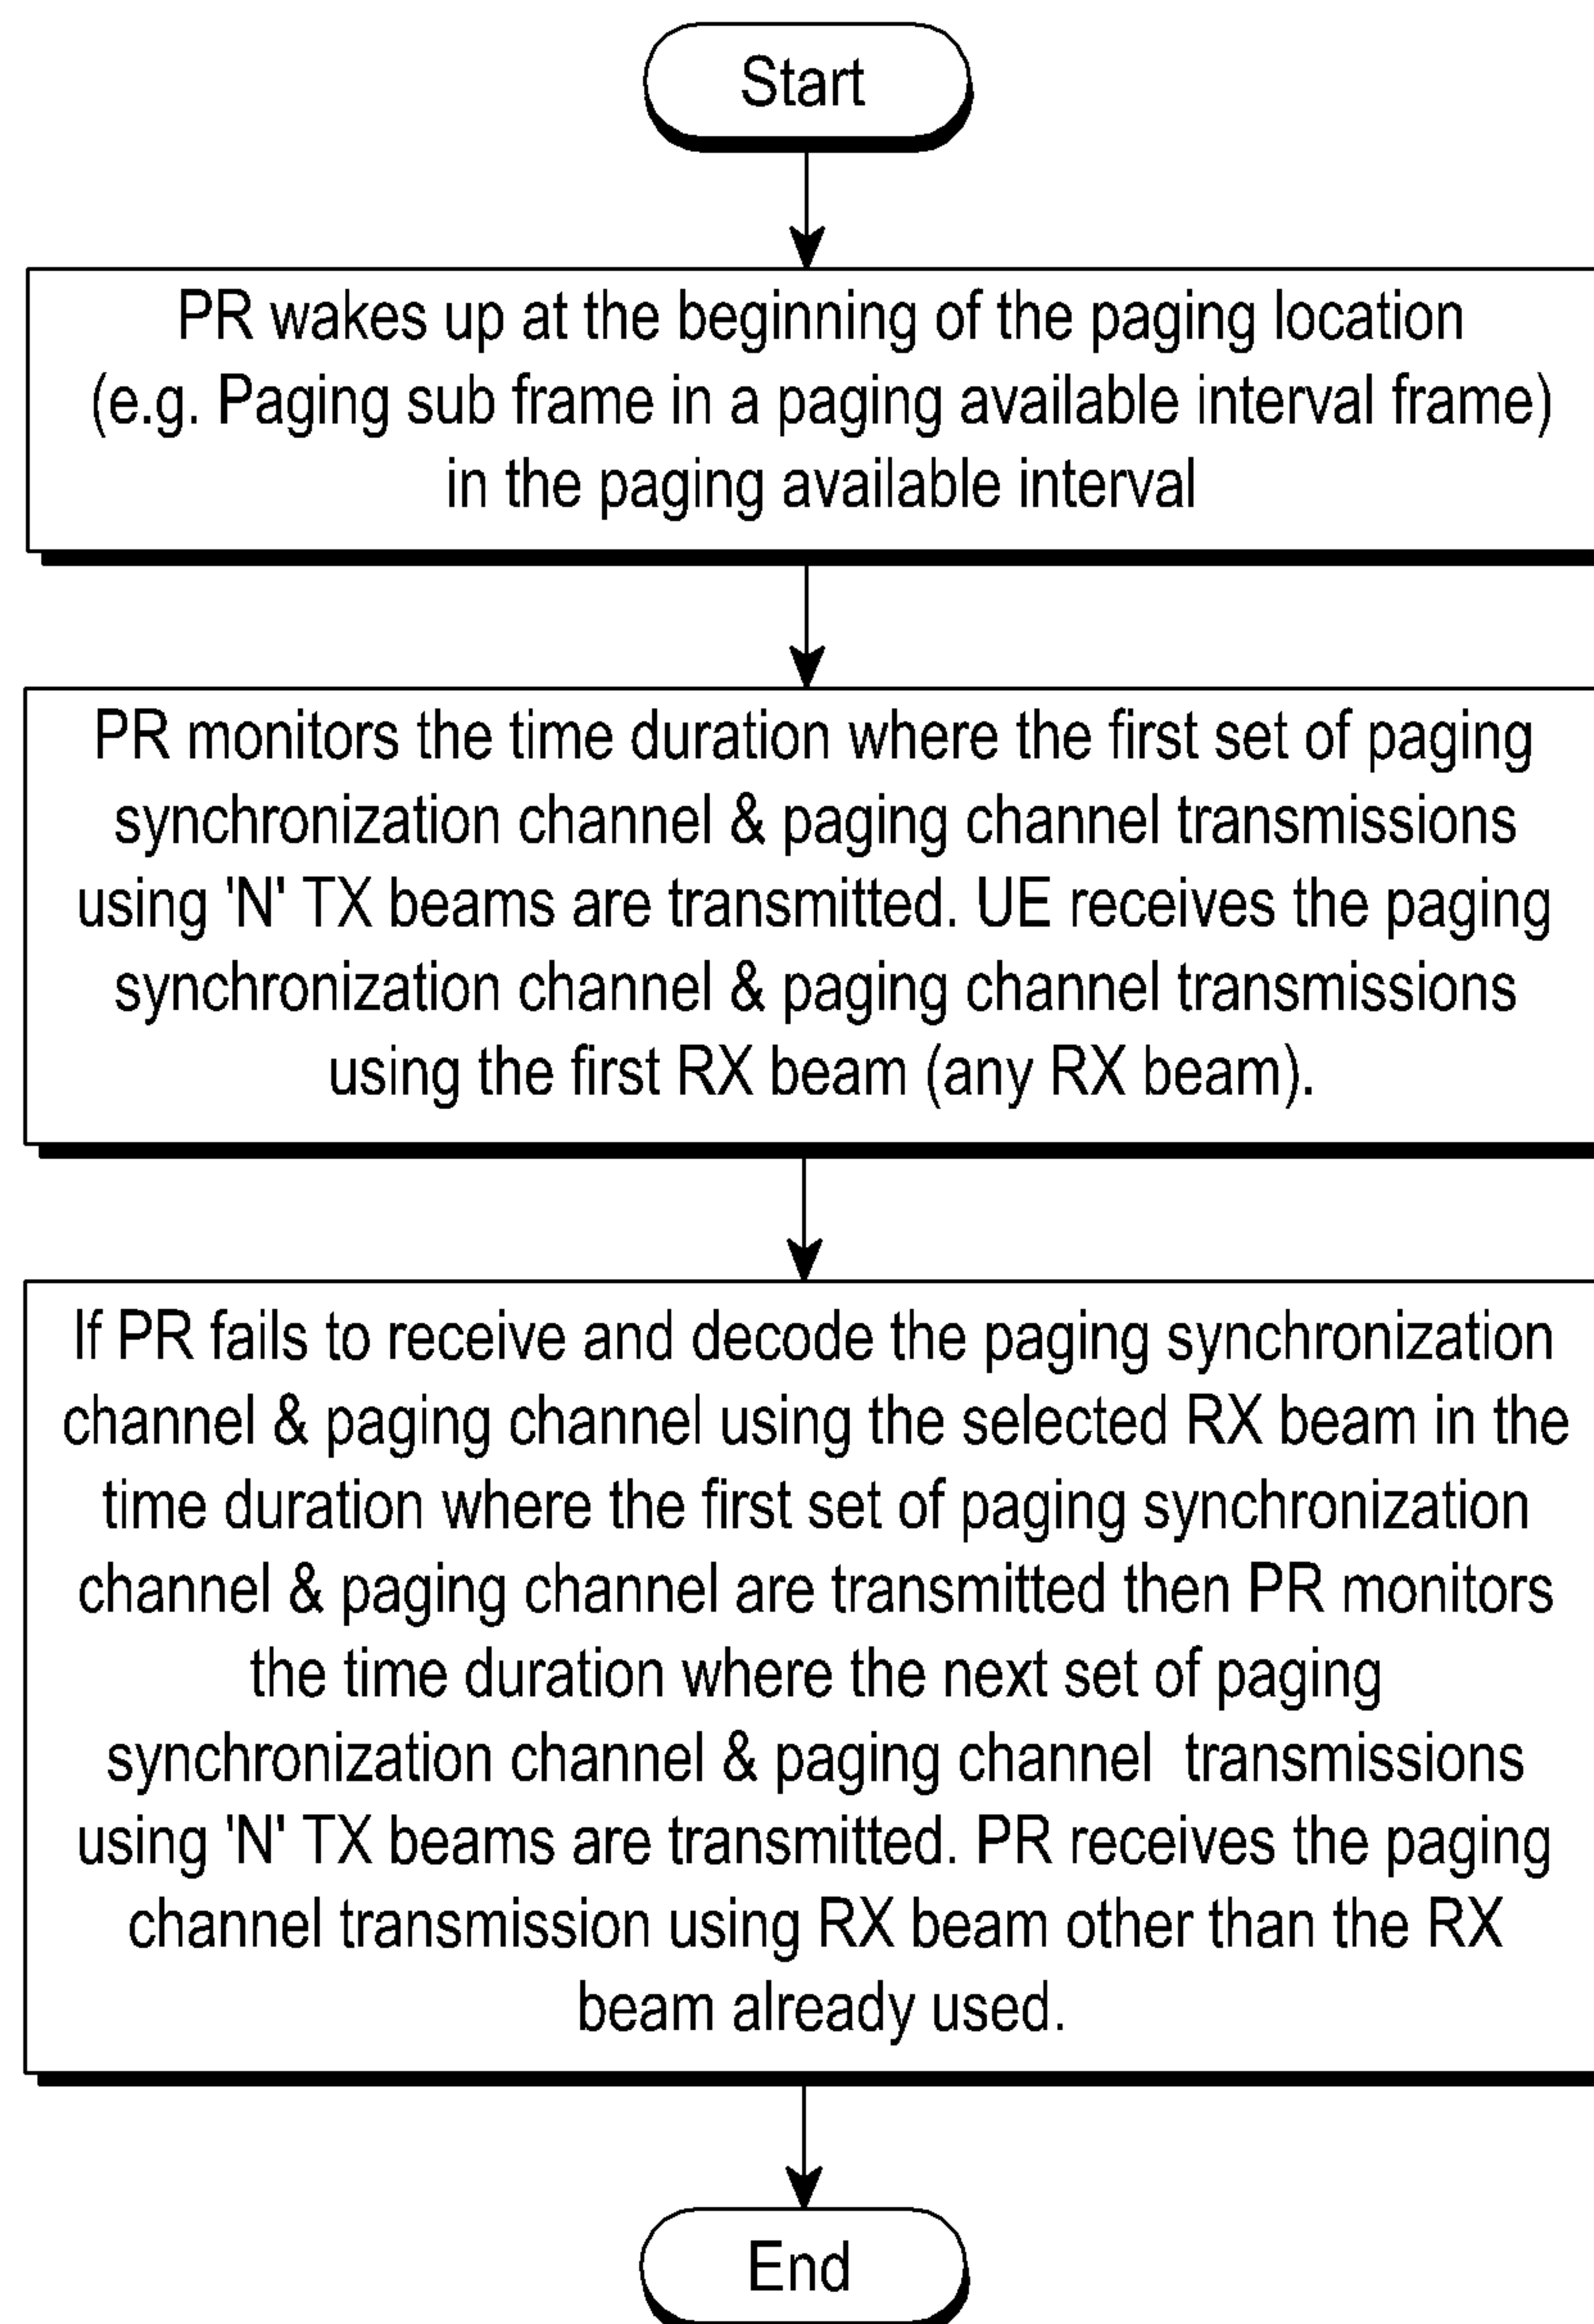 Start
PR wakes up at the beginning of the paging location
(e.g. Paging sub frame in a paging available interval frame)
in the paging available interval
PR monitors the time duration where the first set of paging
synchronization channel & paging channel transmissions
using 'N' TX beams are transmitted. UE receives the paging
synchronization channel & paging channel transmissions
using the first RX beam (any RX beam).
If PR fails to receive and decode the paging synchronization
channel & paging channel using the selected RX beam in the
time duration where the first set of paging synchronization
channel & paging channel are transmitted then PR monitors
the time duration where the next set of paging
synchronization channel & paging channel  transmissions
using 'N' TX beams are transmitted. PR receives the paging
channel transmission using RX beam other than the RX
beam already used.
End